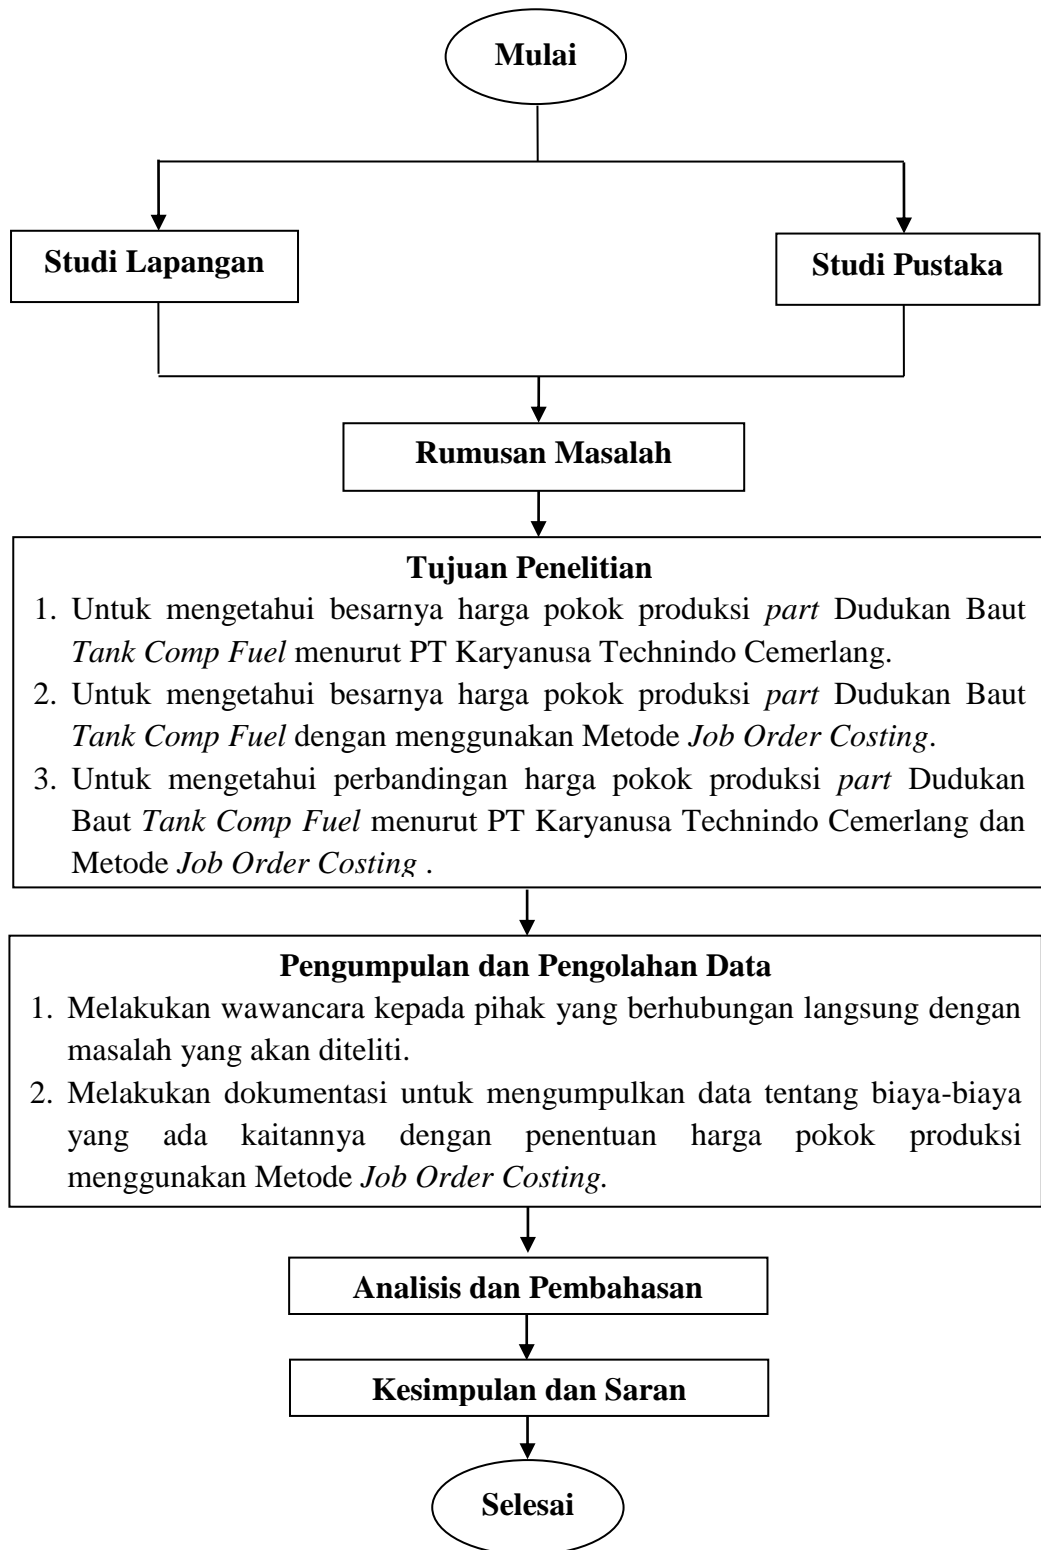 Mulai
Studi Lapangan
Studi Pustaka
Rumusan Masalah
Tujuan Penelitian
1. Untuk mengetahui besarnya harga pokok produksi part Dudukan Baut
Tank Comp Fuel menurut PT Karyanusa Technindo Cemerlang.
2. Untuk mengetahui besarnya harga pokok produksi part Dudukan Baut
Tank Comp Fuel dengan menggunakan Metode Job Order Costing.
3. Untuk mengetahui perbandingan harga pokok produksi part Dudukan
Baut Tank Comp Fuel menurut PT Karyanusa Technindo Cemerlang dan
Metode Job Order Costing .
Pengumpulan dan Pengolahan Data
1. Melakukan wawancara kepada pihak yang berhubungan langsung dengan
masalah yang akan diteliti.
2. Melakukan dokumentasi untuk mengumpulkan data tentang biaya-biaya
yang ada kaitannya dengan penentuan harga pokok produksi
menggunakan Metode Job Order Costing.
Analisis dan Pembahasan
Kesimpulan dan Saran
Selesai